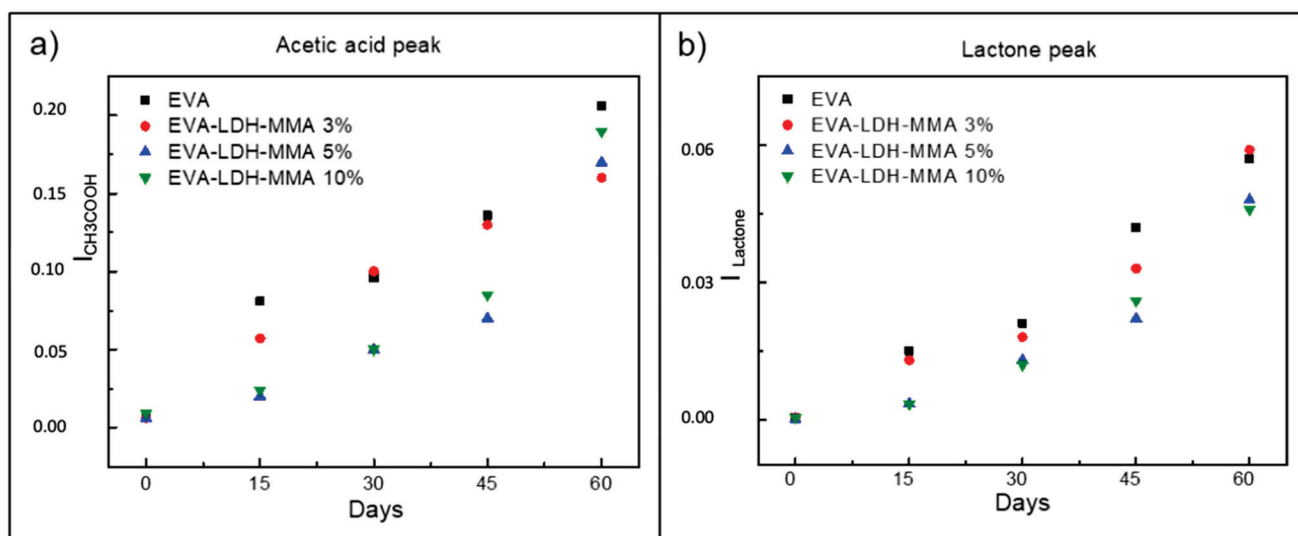 a)
Acetic acid peak
EVA
EVA-LDH-MMA 3%
EVA-LDH-MMA 5%
EVA-LDH-MMA 10%
0.20
0.15
0.10
0.05
0.00
I CH3COOH
0 15 30 45 60
Days
b)
Lactone peak
EVA
EVA-LDH-MMA 3%
EVA-LDH-MMA 5%
EVA-LDH-MMA 10%
0.06
0.03
0.00
I Lactone
0 15 30 45 60
Days